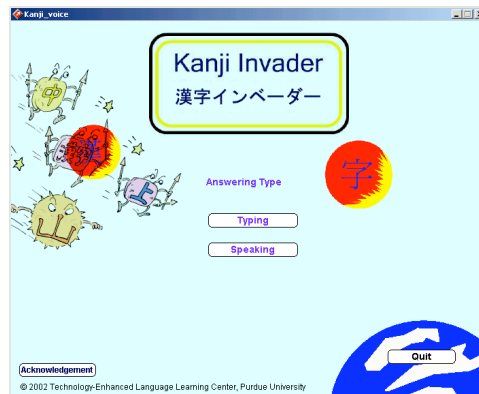 Kanji_voice
Kanji Invader
漢字インベーダー
中
上
山
字
Answering Type
Typing
Speaking
Quit
Acknowledgement
© 2002 Technology-Enhanced Language Learning Center, Purdue University